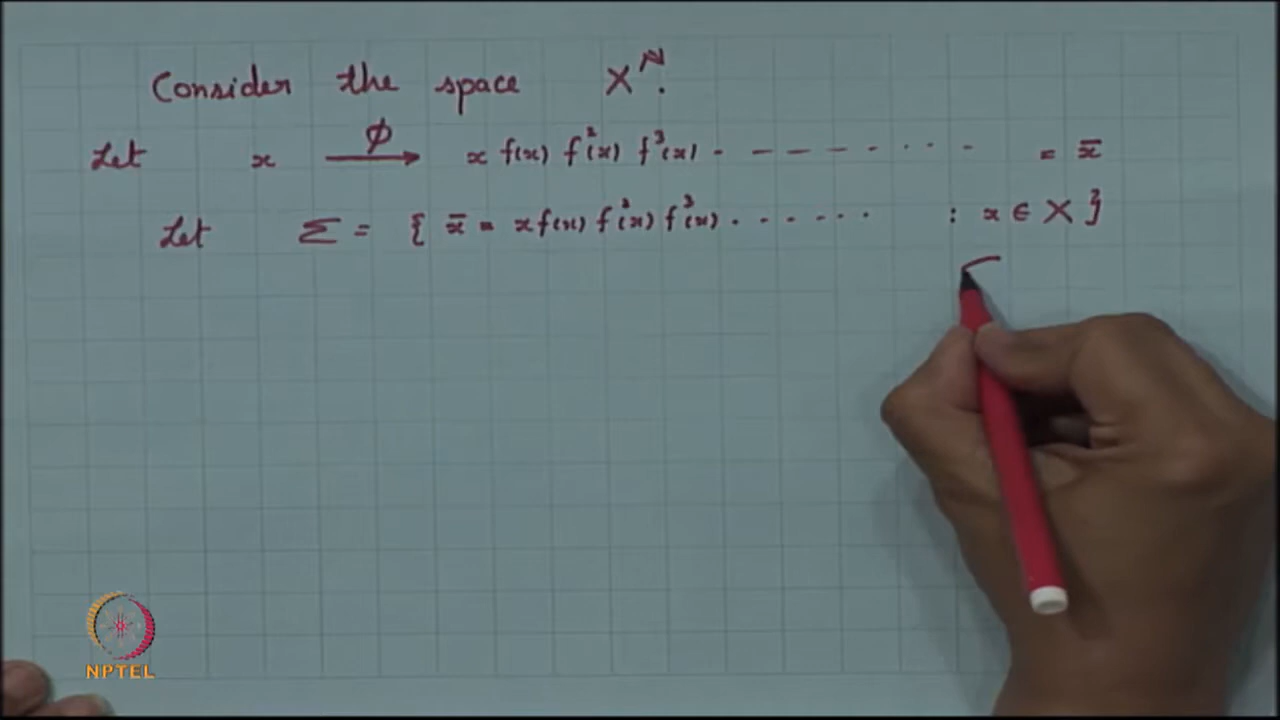 Consider the space X^ℕ.
Let x —ϕ→ x f(x) f²(x) f³(x) . _ _ _ _ . _ . . . _ = x̄
Let Σ = { x̄ = x f(x) f²(x) f³(x) . . . . . . : x ∈ X }
NPTEL